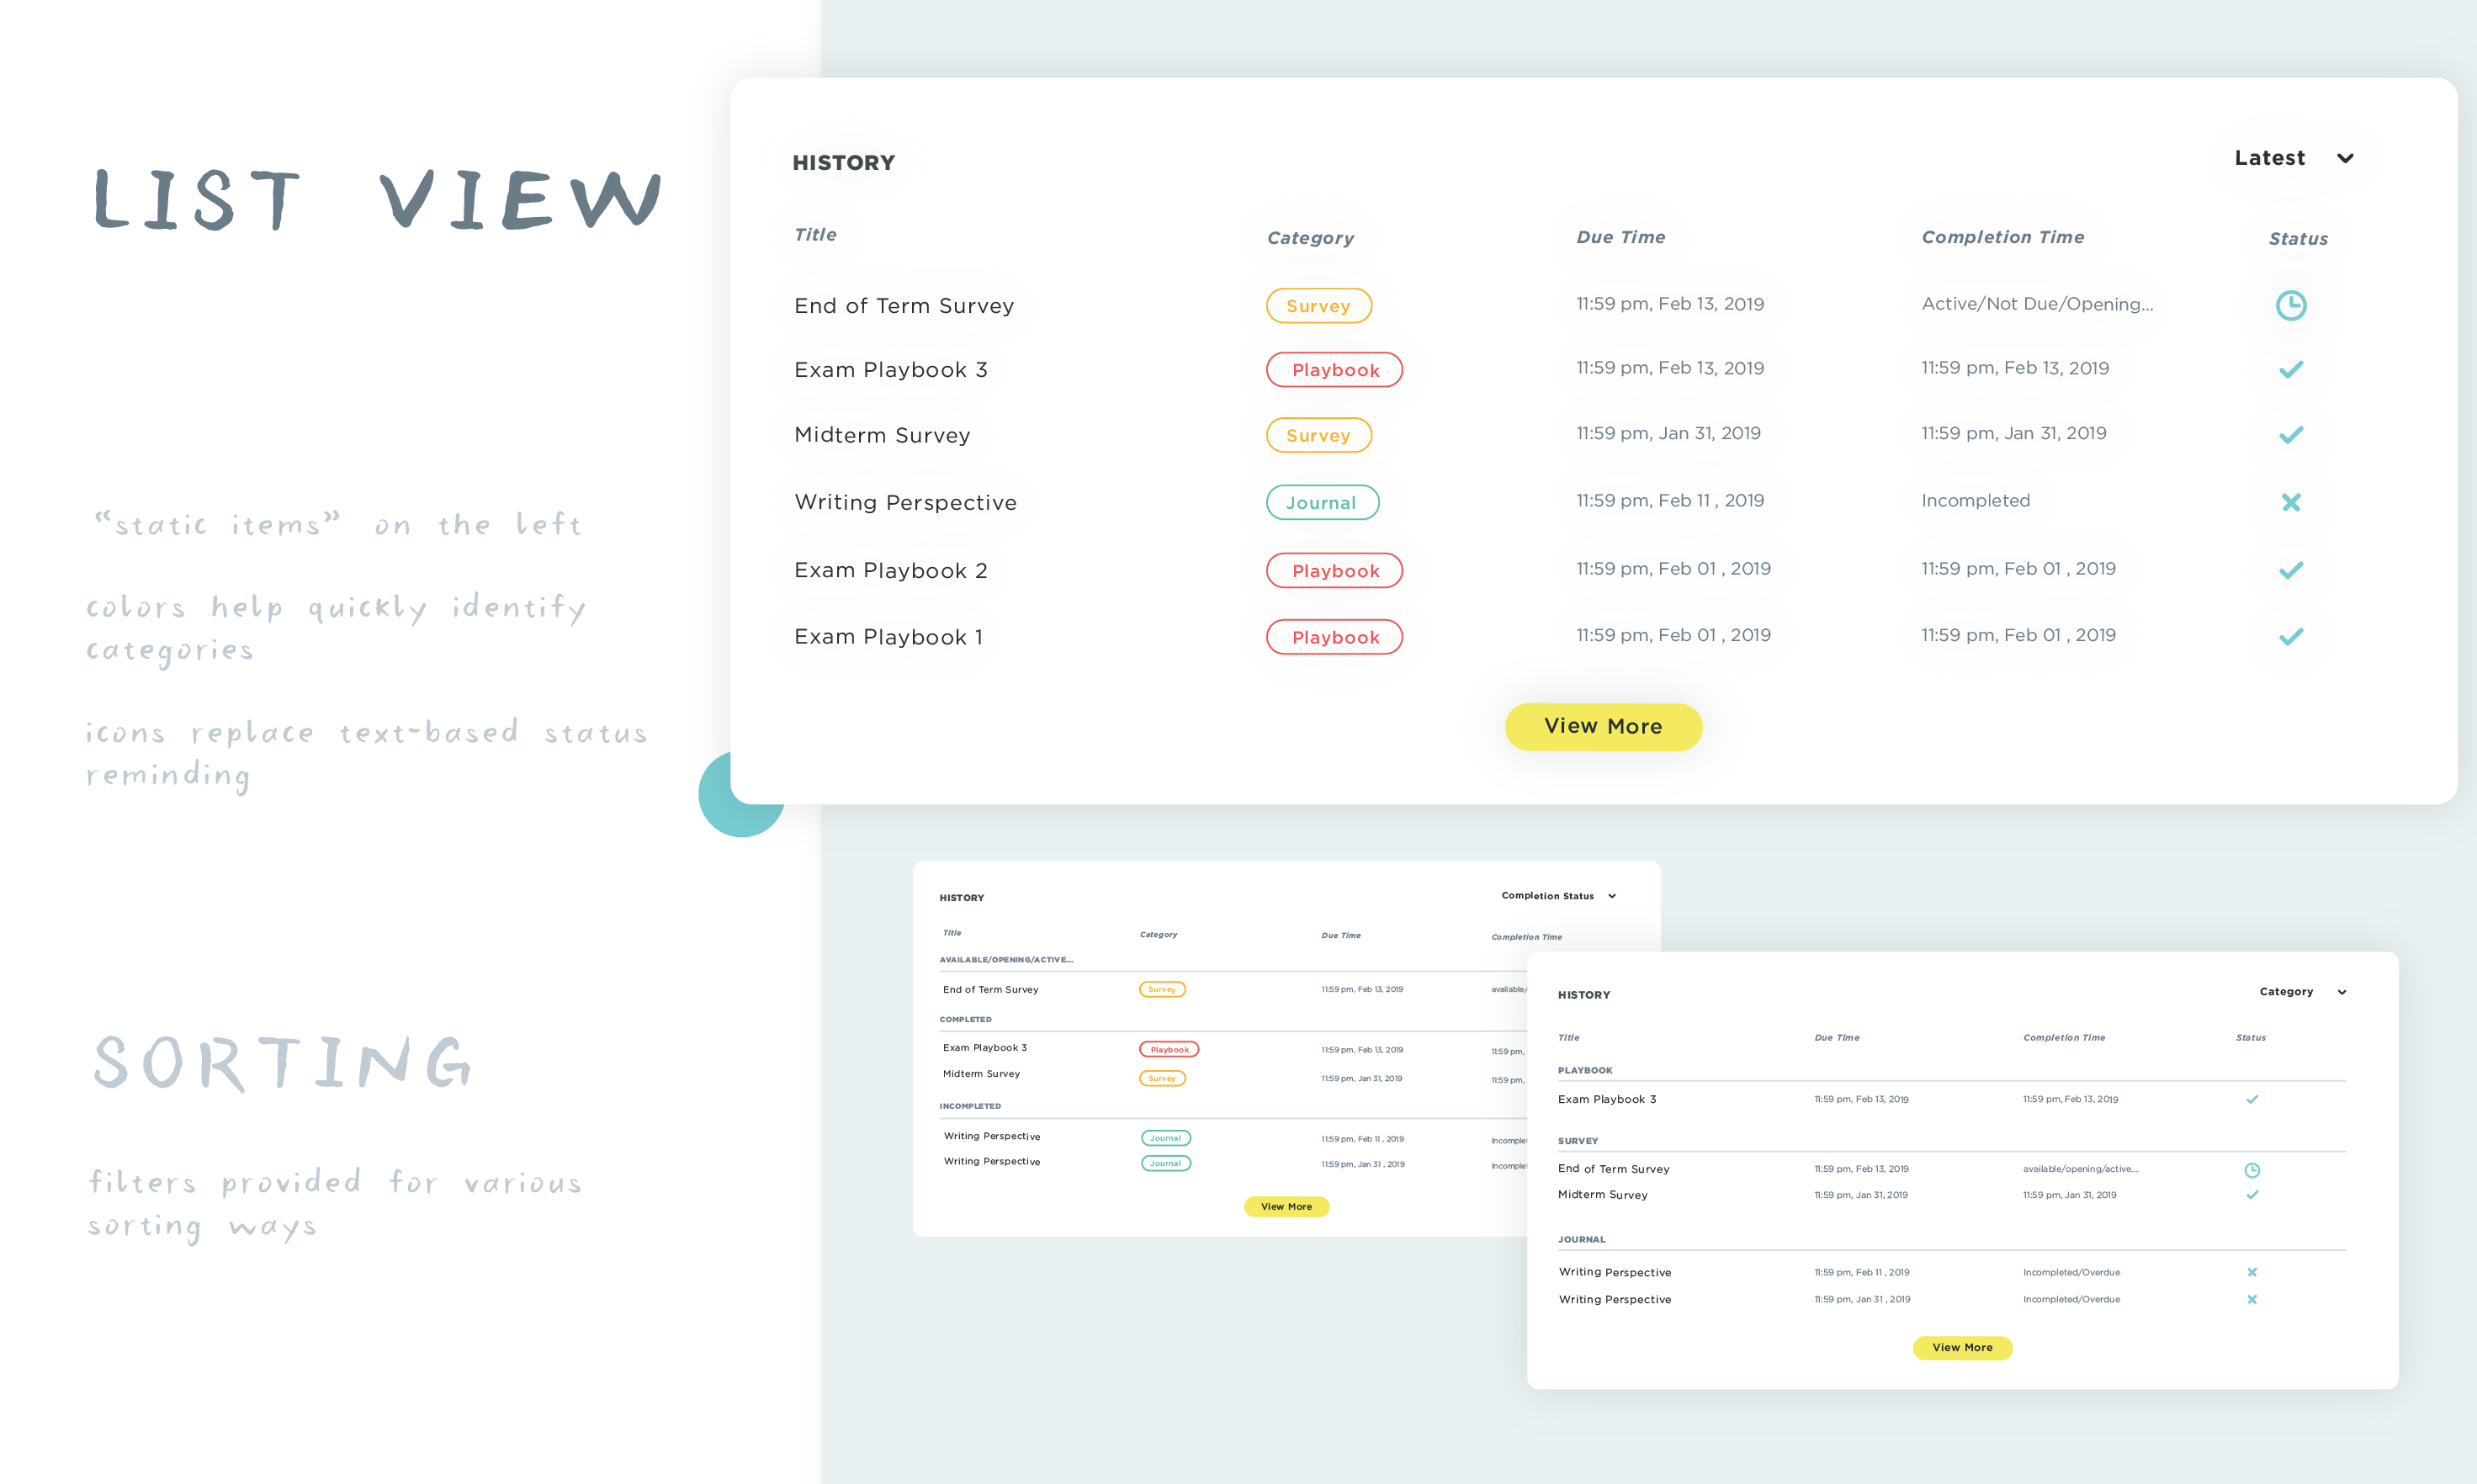 LIST VIEW
“static items” on the left
colors help quickly identify
categories
icons replace text-based status
reminding
SORTING
filters provided for various
sorting ways
HISTORY Latest
Title Category Due Time Completion Time Status
End of Term Survey Survey 11:59 pm, Feb 13, 2019 Active/Not Due/Opening...
Exam Playbook 3 Playbook 11:59 pm, Feb 13, 2019 11:59 pm, Feb 13, 2019
Midterm Survey Survey 11:59 pm, Jan 31, 2019 11:59 pm, Jan 31, 2019
Writing Perspective Journal 11:59 pm, Feb 11 , 2019 Incompleted
Exam Playbook 2 Playbook 11:59 pm, Feb 01 , 2019 11:59 pm, Feb 01 , 2019
Exam Playbook 1 Playbook 11:59 pm, Feb 01 , 2019 11:59 pm, Feb 01 , 2019
View More
HISTORY Completion Status
Title Category Due Time Completion Time
AVAILABLE/OPENING/ACTIVE...
End of Term Survey Survey 11:59 pm, Feb 13, 2019 available/
COMPLETED
Exam Playbook 3 Playbook 11:59 pm, Feb 13, 2019 11:59 pm,
Midterm Survey Survey 11:59 pm, Jan 31, 2019 11:59 pm,
INCOMPLETED
Writing Perspective Journal 11:59 pm, Feb 11 , 2019 Incomplet
Writing Perspective Journal 11:59 pm, Jan 31 , 2019 Incomplet
View More
HISTORY Category
Title Due Time Completion Time Status
PLAYBOOK
Exam Playbook 3 11:59 pm, Feb 13, 2019 11:59 pm, Feb 13, 2019
SURVEY
End of Term Survey 11:59 pm, Feb 13, 2019 available/opening/active...
Midterm Survey 11:59 pm, Jan 31, 2019 11:59 pm, Jan 31, 2019
JOURNAL
Writing Perspective 11:59 pm, Feb 11 , 2019 Incompleted/Overdue
Writing Perspective 11:59 pm, Jan 31 , 2019 Incompleted/Overdue
View More